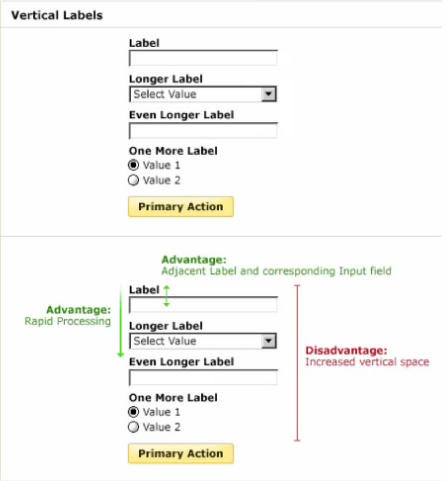 Vertical Labels
Label
Longer Label
Select Value
Even Longer Label
One More Label
Value 1
Value 2
Primary Action
Advantage:
Adjacent Label and corresponding Input field
Label
Advantage:
Rapid Processing
Longer Label
Select Value
Disadvantage:
Increased vertical space
Even Longer Label
One More Label
Value 1
Value 2
Primary Action